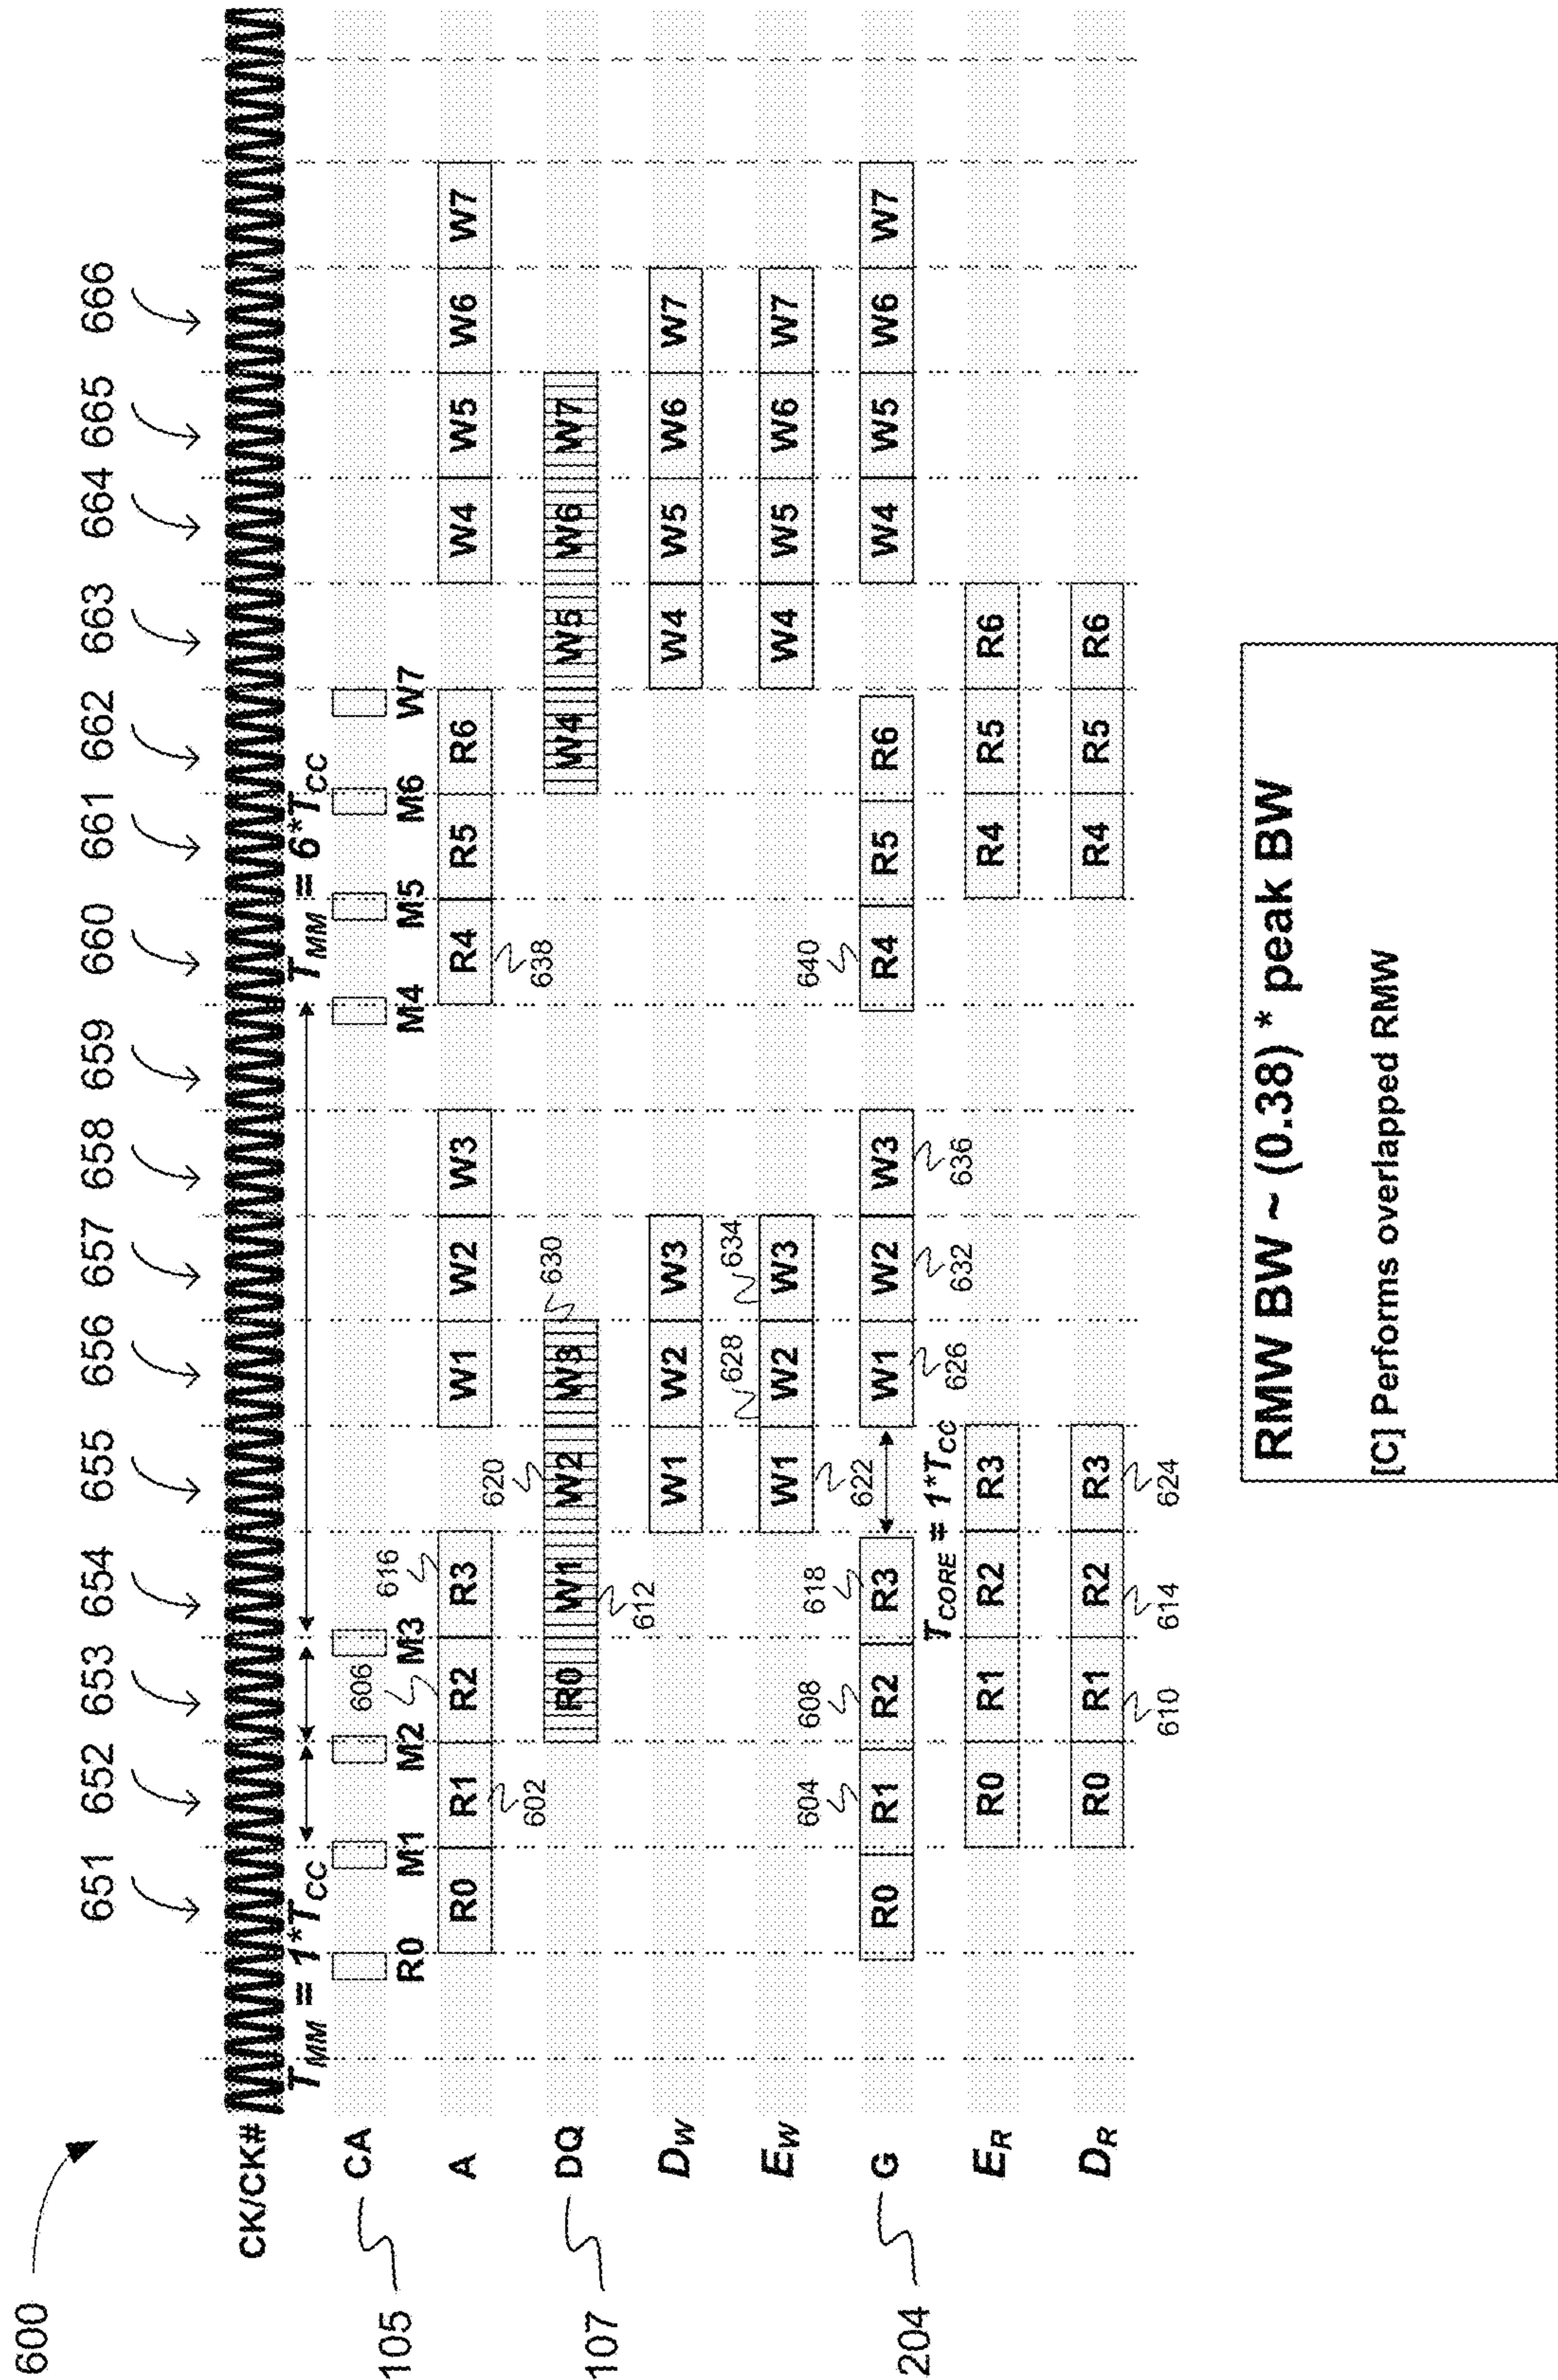 600
651 652 653 654 655 656 657 658 659 660 661 662 663 664 665 666
CK/CK#
T_MM = 1*T_CC
T_MM = 6*T_CC
105
CA
R0 M1 M2 M3 M4 M5 M6 W7
A
R0 R1 R2 R3 W1 W2 W3 R4 R5 R6 W4 W5 W6 W7
602 606 616 638
107
DQ
R0 W1 W2 W3 W4 W5 W6 W7
612 620 630
D_W
W1 W2 W3 W4 W5 W6 W7
E_W
W1 W2 W3 W4 W5 W6 W7
622 628 634
204
G
R0 R1 R2 R3 W1 W2 W3 R4 R5 R6 W4 W5 W6 W7
604 608 618 626 632 636 640
T_CORE = 1*T_CC
E_R
R0 R1 R2 R3 R4 R5 R6
D_R
R0 R1 R2 R3 R4 R5 R6
610 614 624
RMW BW ~ (0.38) * peak BW
[C] Performs overlapped RMW